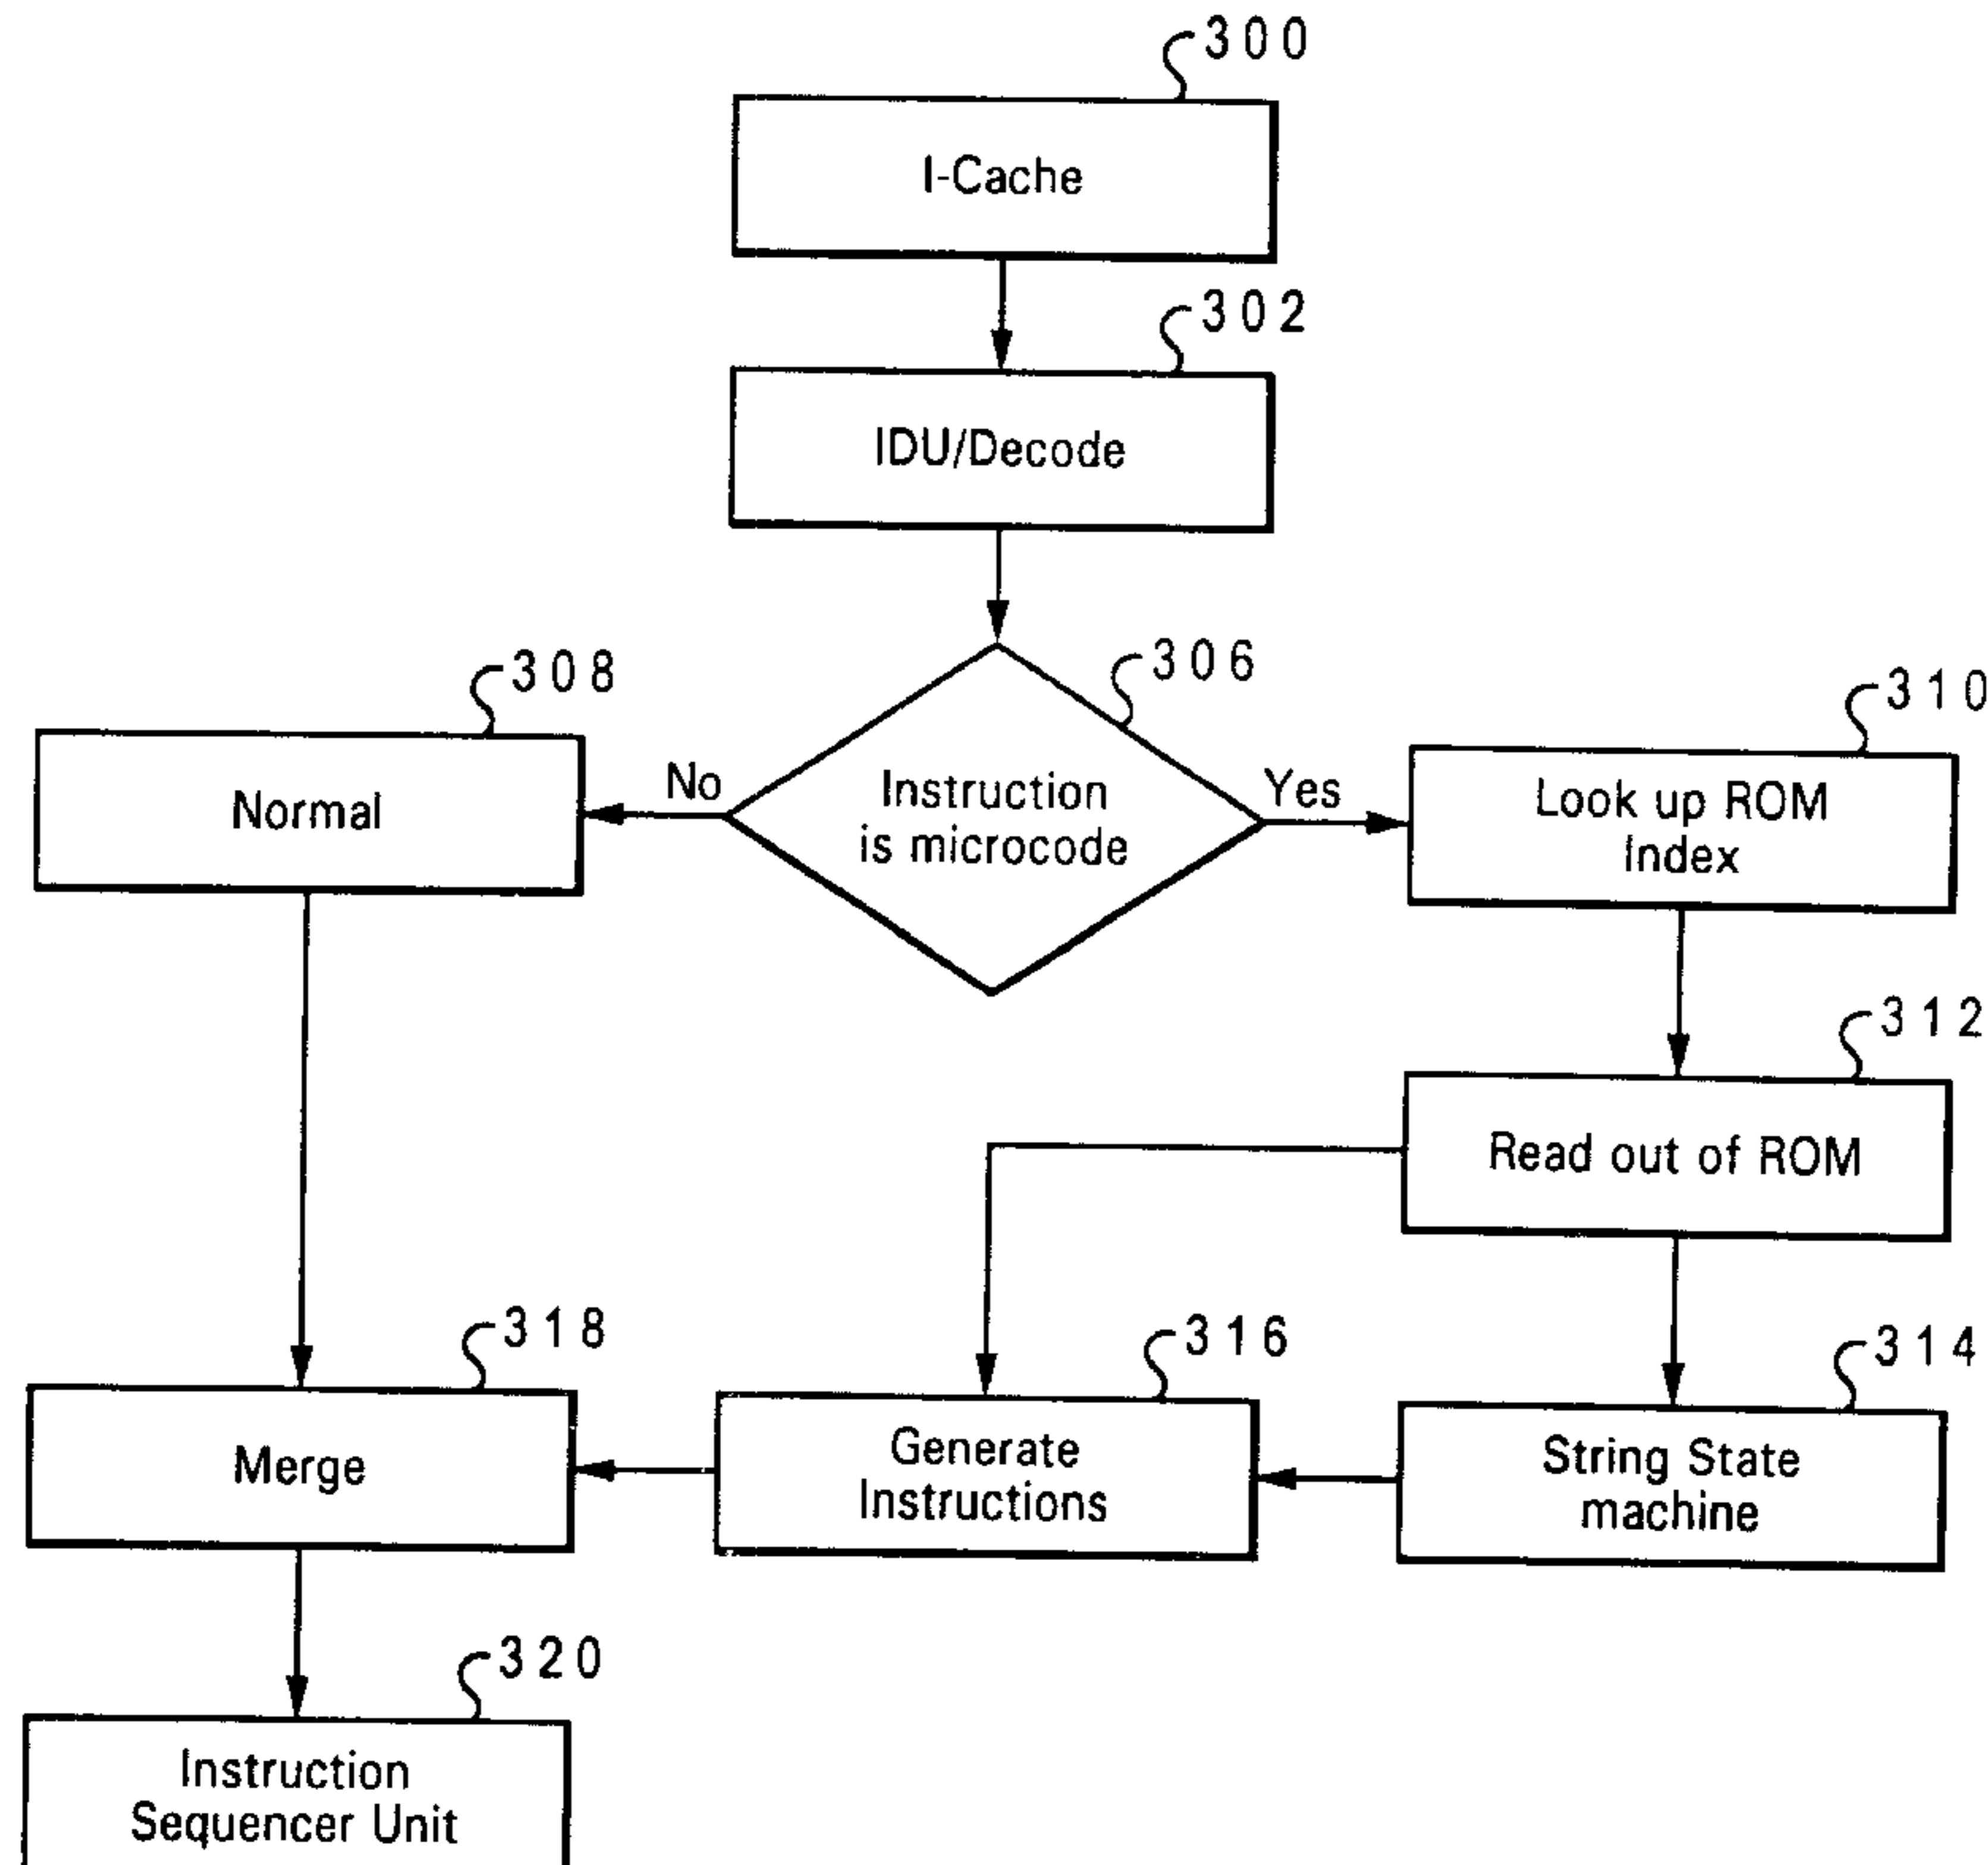 300
I-Cache
302
IDU/Decode
306
Instruction
is microcode
No
Yes
308
Normal
310
Look up ROM
Index
312
Read out of ROM
314
String State
machine
316
Generate
Instructions
318
Merge
320
Instruction
Sequencer Unit